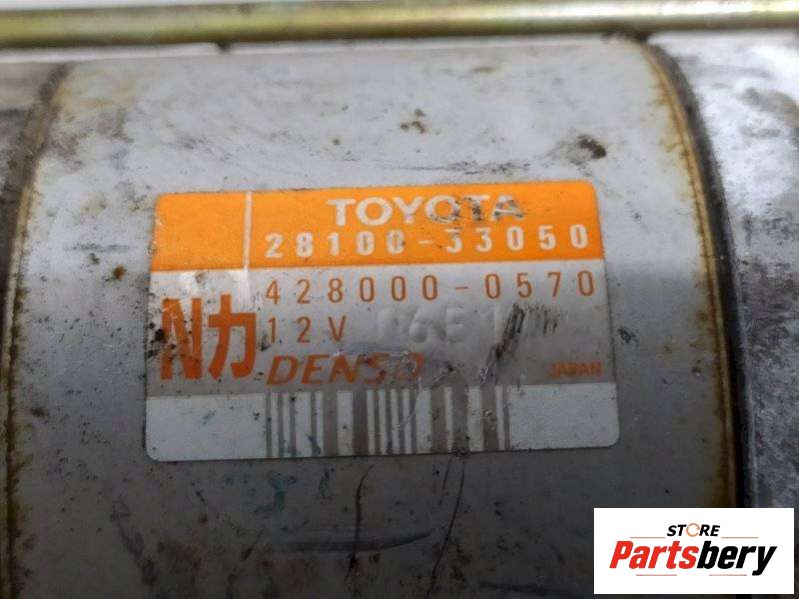 TOYOTA
28100-33050
428000-0570
12V
Nカ
DENSO
JAPAN
STORE
Partsbery